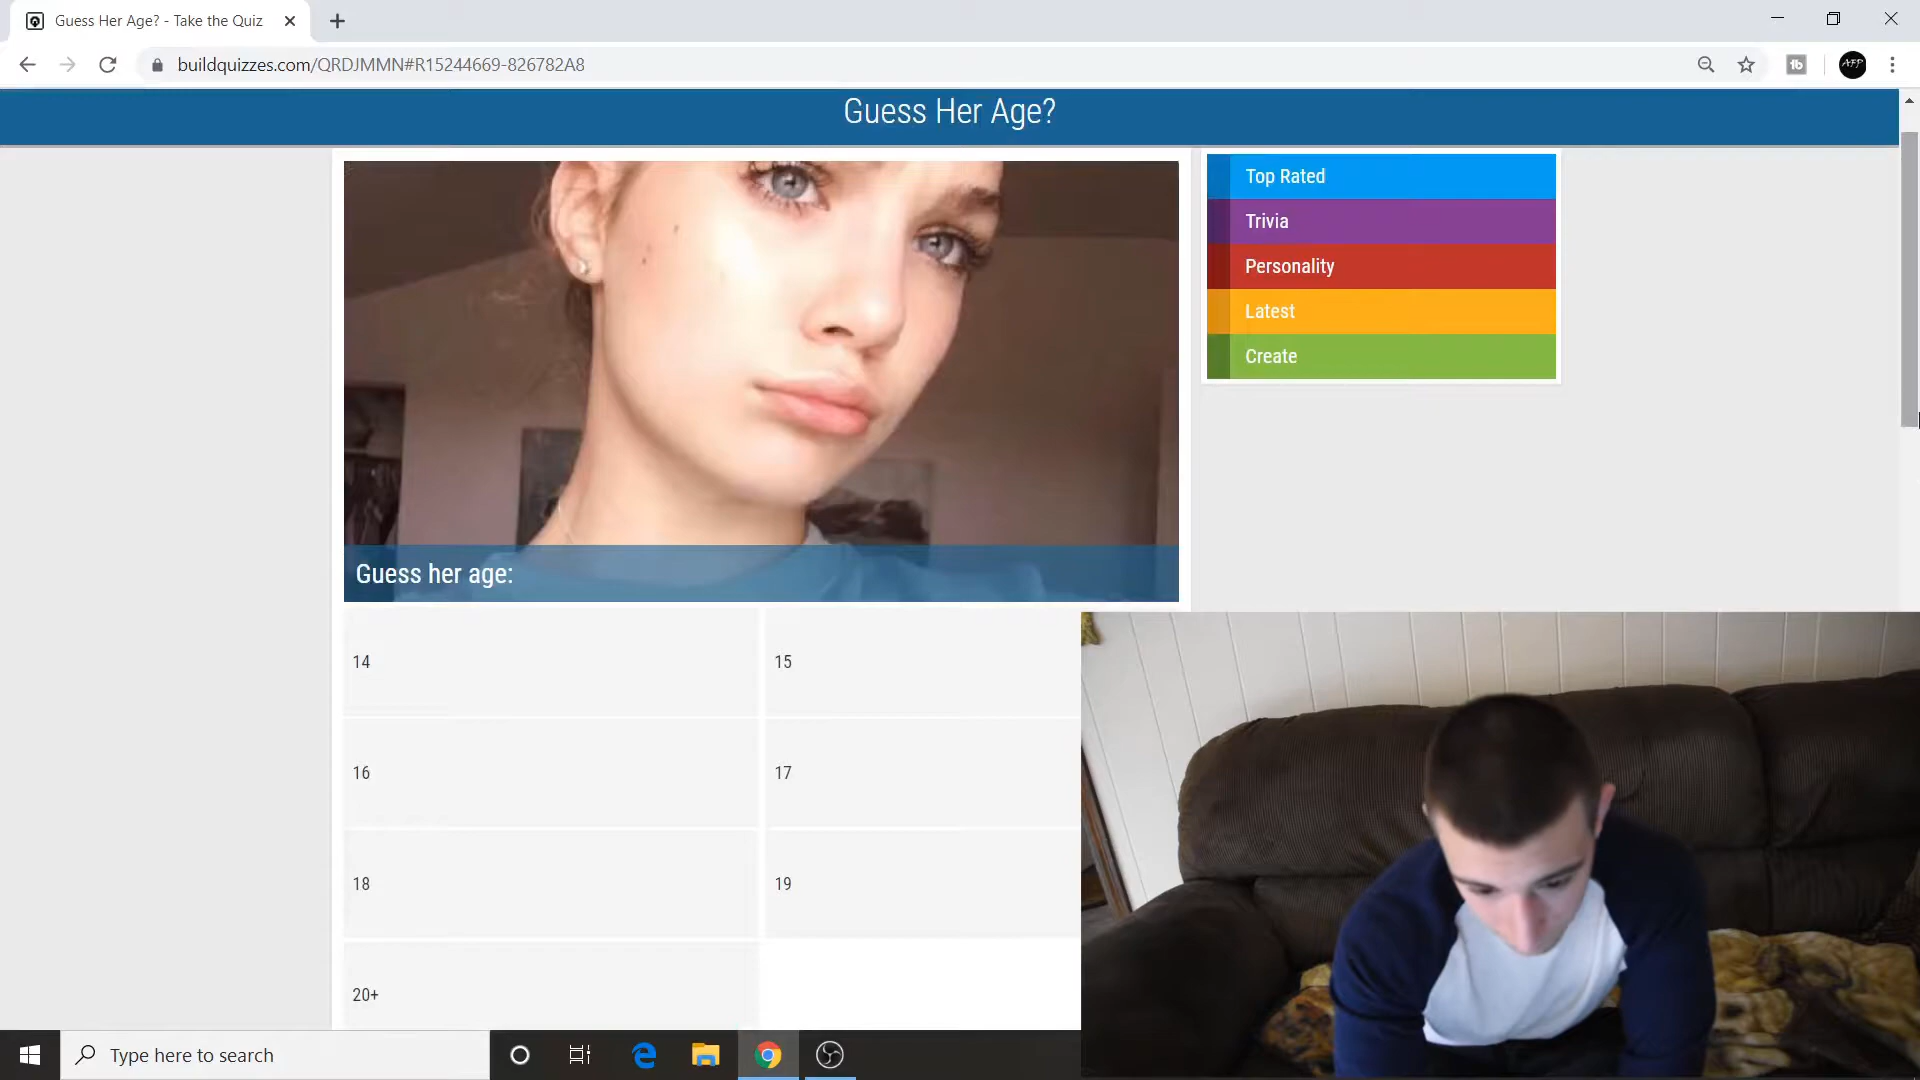 Guess Her Age? - Take the Quiz
buildquizzes.com/QRDJMMN#R15244669-826782A8
AFP
Guess Her Age?
Top Rated
Trivia
Personality
Latest
Create
Guess her age:
14
15
16
17
18
19
20+
Type here to search